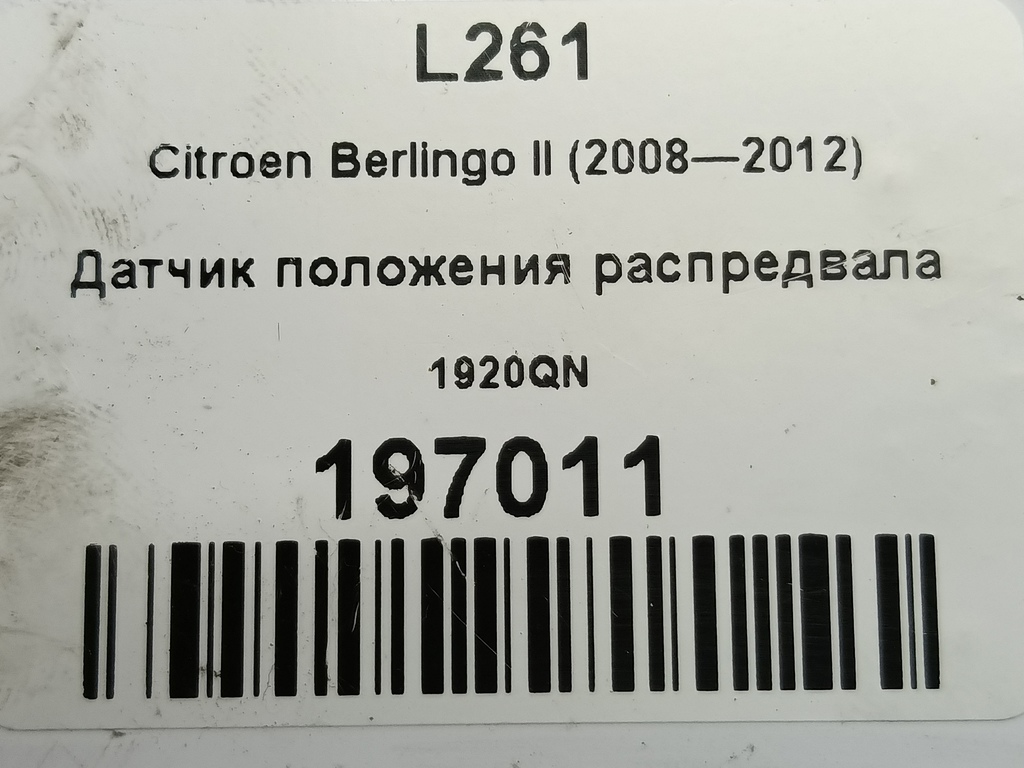 L261
Citroen Berlingo II (2008—2012)
Датчик положения распредвала
1920QN
197011